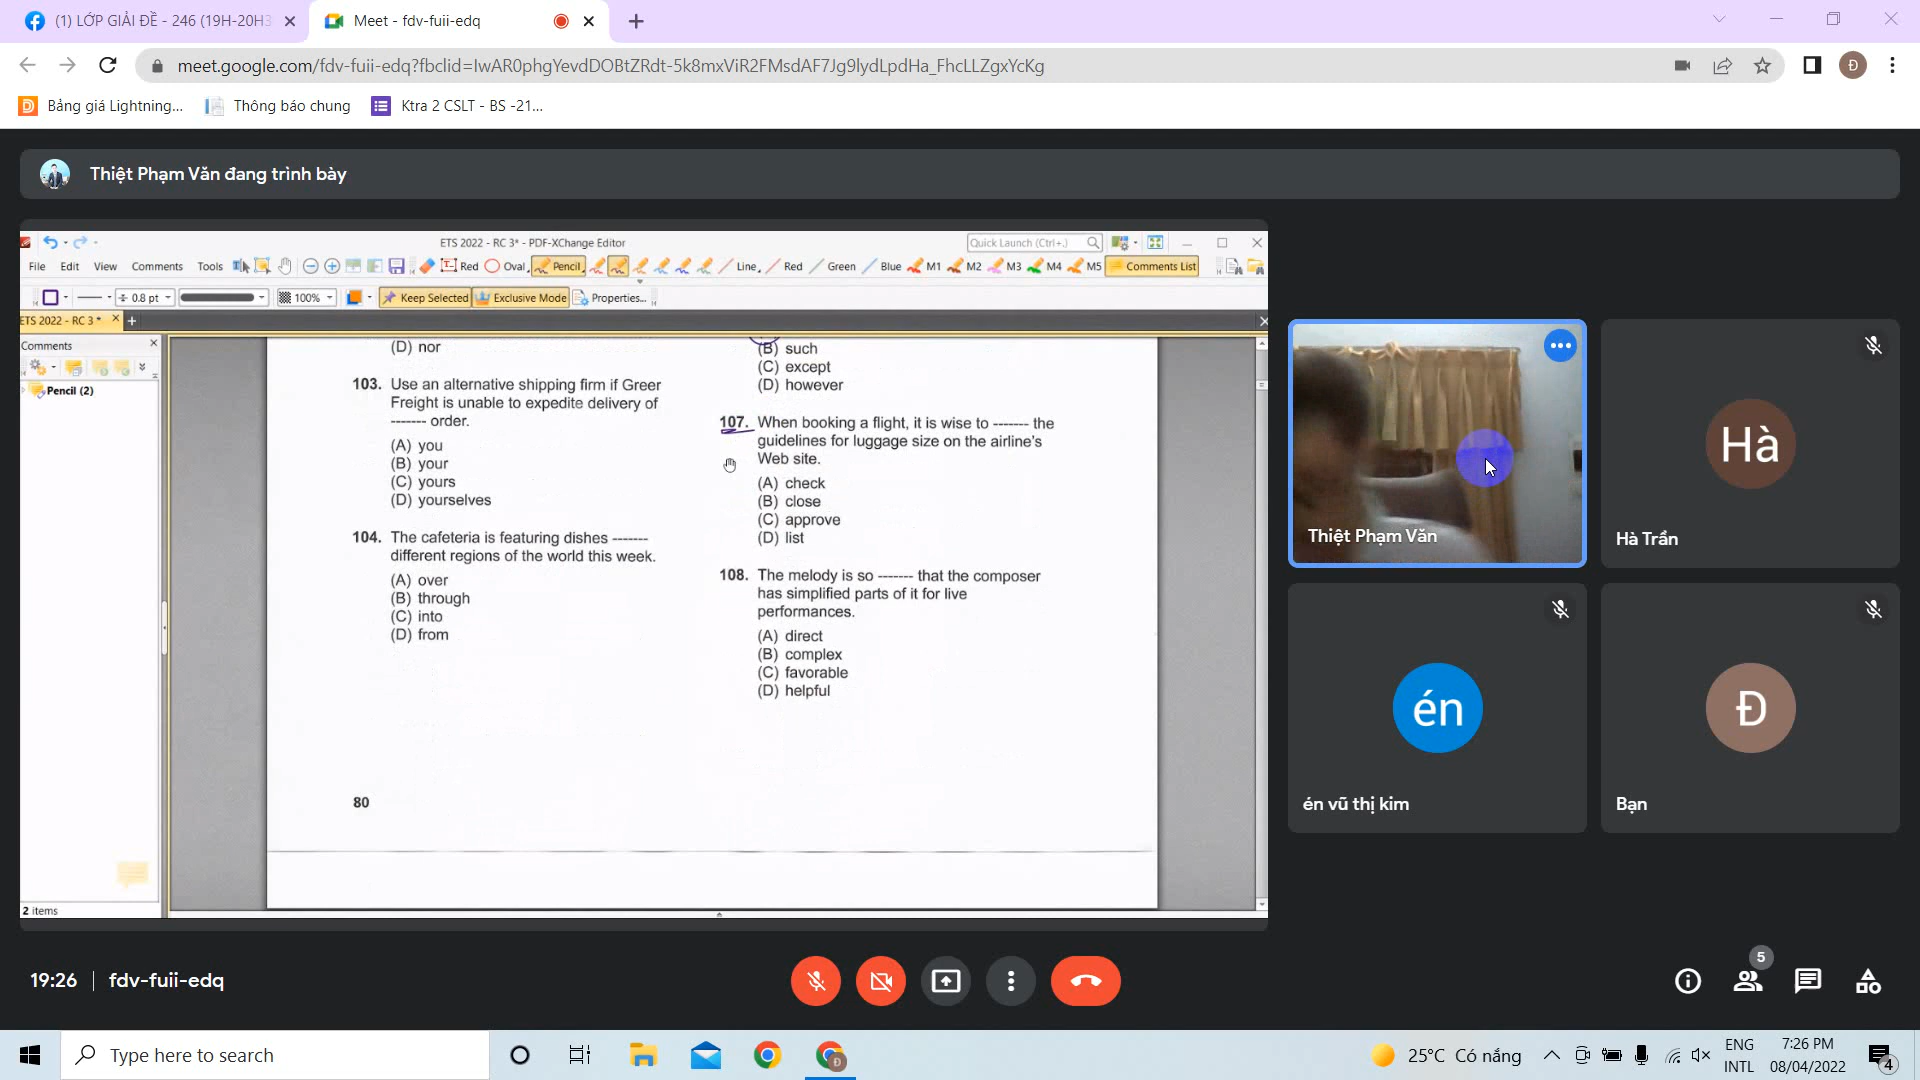 (1) LỚP GIẢI ĐỀ - 246 (19H-20H3
Meet - fdv-fuii-edq
meet.google.com/fdv-fuii-edq?fbclid=IwAR0phgYevdDOBtZRdt-5k8mxViR2FMsdAF7Jg9lydLpdHa_FhcLLZgxYcKg
Đ
Bảng giá Lightning...
Thông báo chung
Ktra 2 CSLT - BS -21...
Thiệt Phạm Văn đang trình bày
ETS 2022 - RC 3* - PDF-XChange Editor
Quick Launch (Ctrl+.)
File Edit View Comments Tools Red Oval Pencil Line Red Green Blue M1 M2 M3 M4 M5 Comments List
0.8 pt 100% Keep Selected Exclusive Mode Properties...
ETS 2022 - RC 3 *
Comments
Pencil (2)
2 items
(D) nor
103. Use an alternative shipping firm if Greer
Freight is unable to expedite delivery of
------- order.
(A) you
(B) your
(C) yours
(D) yourselves
104. The cafeteria is featuring dishes -------
different regions of the world this week.
(A) over
(B) through
(C) into
(D) from
80
(B) such
(C) except
(D) however
107. When booking a flight, it is wise to ------- the
guidelines for luggage size on the airline's
Web site.
(A) check
(B) close
(C) approve
(D) list
108. The melody is so ------- that the composer
has simplified parts of it for live
performances.
(A) direct
(B) complex
(C) favorable
(D) helpful
Thiệt Phạm Văn
Hà
Hà Trần
én
én vũ thị kim
Đ
Bạn
19:26
fdv-fuii-edq
5
Type here to search
25°C Có nắng
ENG
INTL
7:26 PM
08/04/2022
4